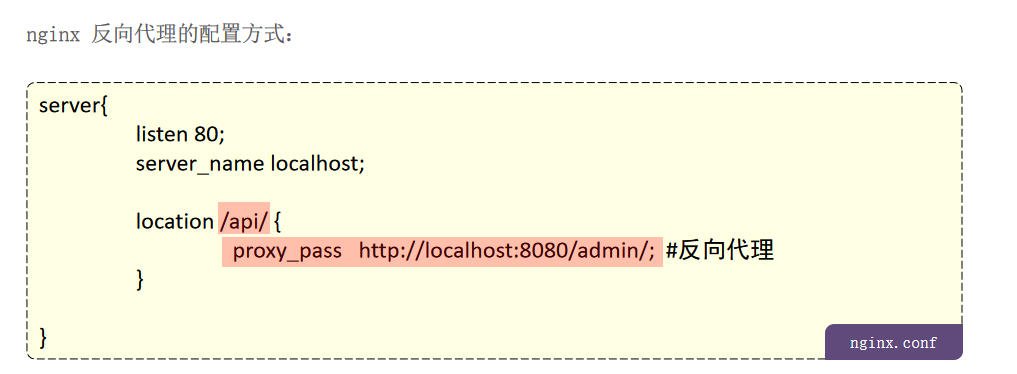 nginx 反向代理的配置方式：
server{
listen 80;
server_name localhost;
location /api/ {
proxy_pass http://localhost:8080/admin/; #反向代理
}
}
nginx.conf